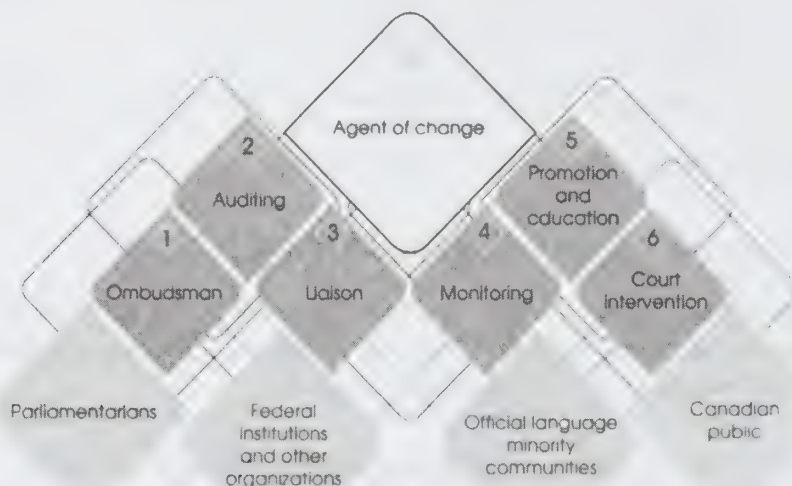 Agent of change
1
Ombudsman
2
Auditing
3
Liaison
4
Monitoring
5
Promotion
and
education
6
Court
intervention
Parliamentarians
Federal
institutions
and other
organizations
Official language
minority
communities
Canadian
public